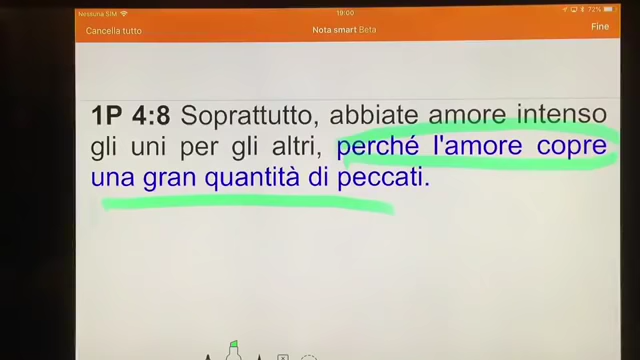 Nessuna SIM 19:00 72%
Cancella tutto Nota smart Beta Fine
1P 4:8 Soprattutto, abbiate amore intenso
gli uni per gli altri, perché l'amore copre
una gran quantità di peccati.